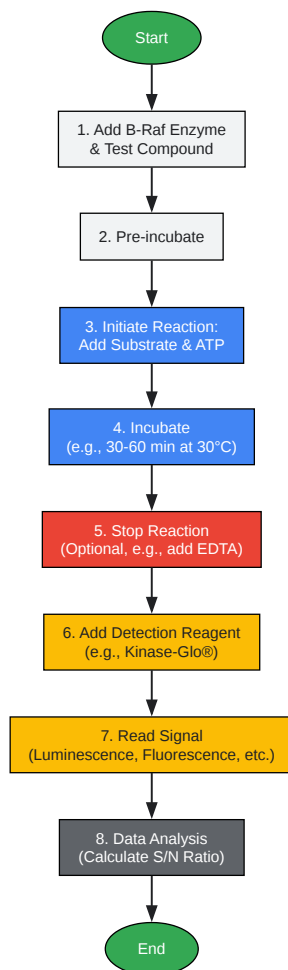 Start
1. Add B-Raf Enzyme
& Test Compound
2. Pre-incubate
3. Initiate Reaction:
Add Substrate & ATP
4. Incubate
(e.g., 30-60 min at 30°C)
5. Stop Reaction
(Optional, e.g., add EDTA)
6. Add Detection Reagent
(e.g., Kinase-Glo®)
7. Read Signal
(Luminescence, Fluorescence, etc.)
8. Data Analysis
(Calculate S/N Ratio)
End